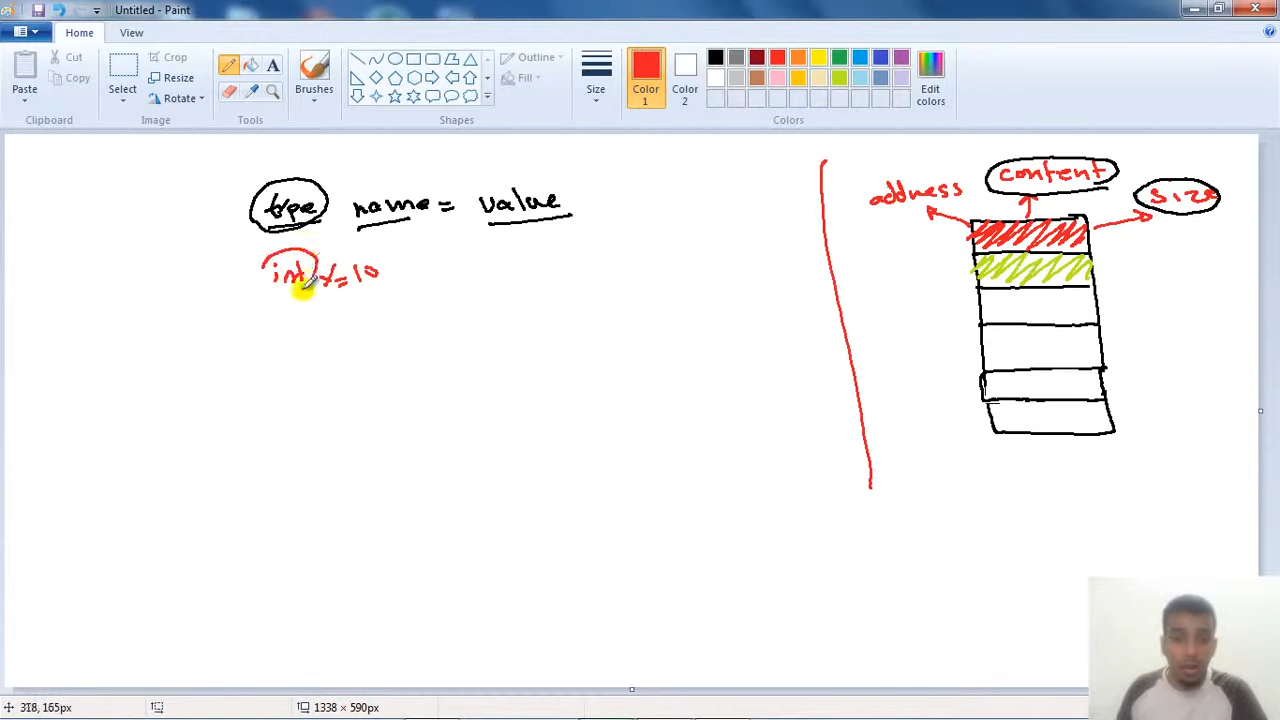 Untitled - Paint
Home
View
Paste
Cut
Copy
Clipboard
Select
Crop
Resize
Rotate
Image
A
Tools
Brushes
Outline
Fill
Shapes
Size
Color 1
Color 2
Edit colors
Colors
type name = value
int x=10
address
content
size
318, 165px
1338 × 590px